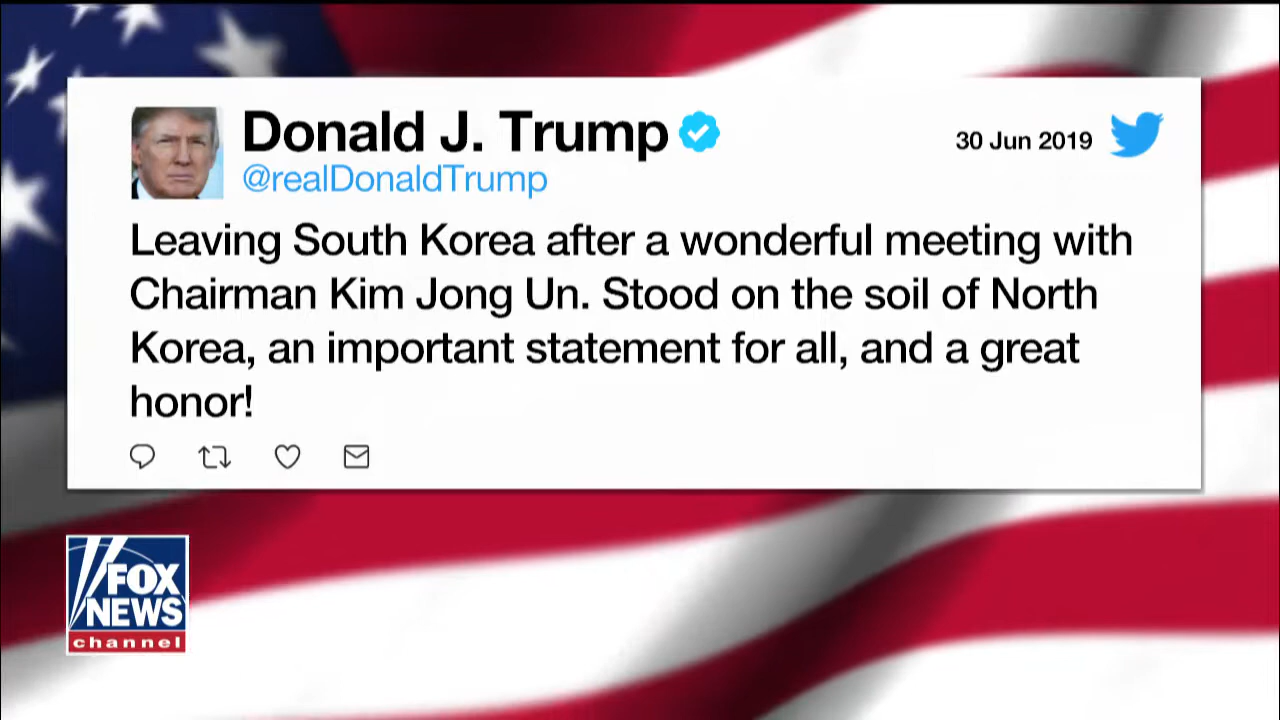 Donald J. Trump
30 Jun 2019
@realDonaldTrump
Leaving South Korea after a wonderful meeting with
Chairman Kim Jong Un. Stood on the soil of North
Korea, an important statement for all, and a great
honor!
FOX
NEWS
channel